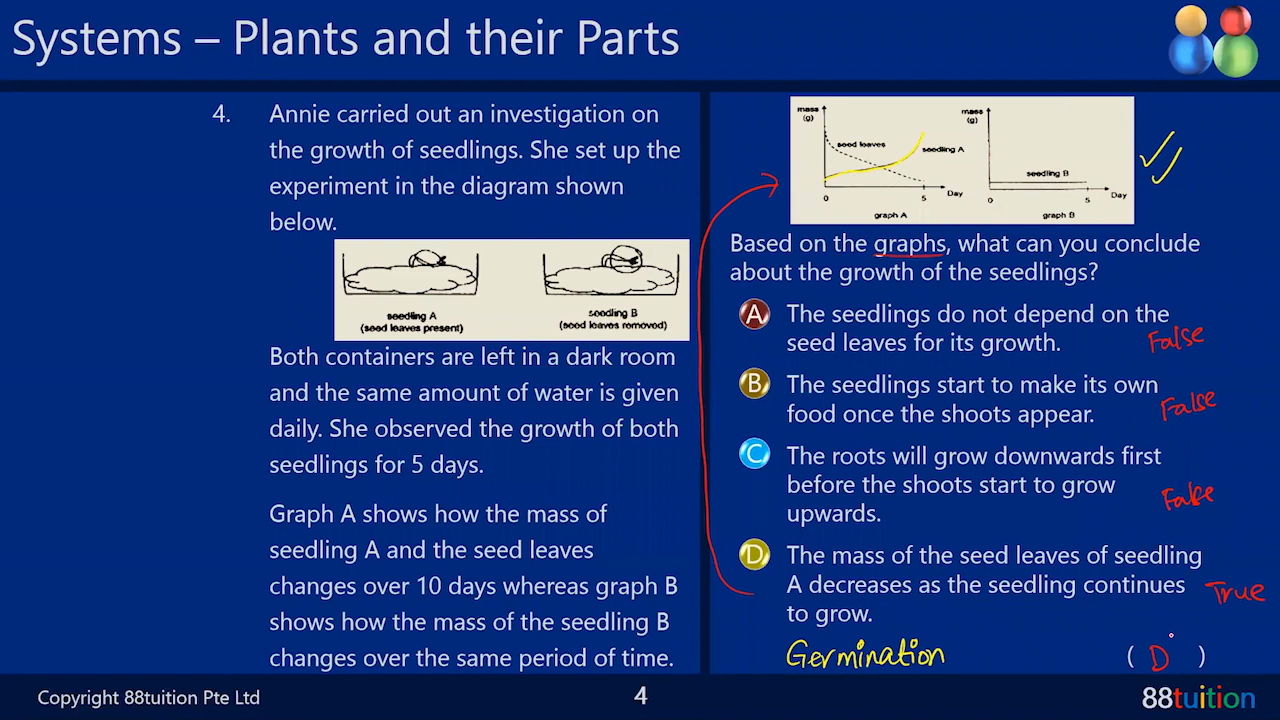 Systems – Plants and their Parts
4. Annie carried out an investigation on
the growth of seedlings. She set up the
experiment in the diagram shown
below.
seedling A
(seed leaves present)
seedling B
(seed leaves removed)
Both containers are left in a dark room
and the same amount of water is given
daily. She observed the growth of both
seedlings for 5 days.
Graph A shows how the mass of
seedling A and the seed leaves
changes over 10 days whereas graph B
shows how the mass of the seedling B
changes over the same period of time.
mass
(g)
seed leaves
seedling A
0
5
Day
graph A
mass
(g)
seedling B
0
5
Day
graph B
Based on the graphs, what can you conclude
about the growth of the seedlings?
A The seedlings do not depend on the
seed leaves for its growth.
False
B The seedlings start to make its own
food once the shoots appear.
False
C The roots will grow downwards first
before the shoots start to grow
upwards.
False
D The mass of the seed leaves of seedling
A decreases as the seedling continues
to grow.
True
Germination
( D )
Copyright 88tuition Pte Ltd
4
88tuition